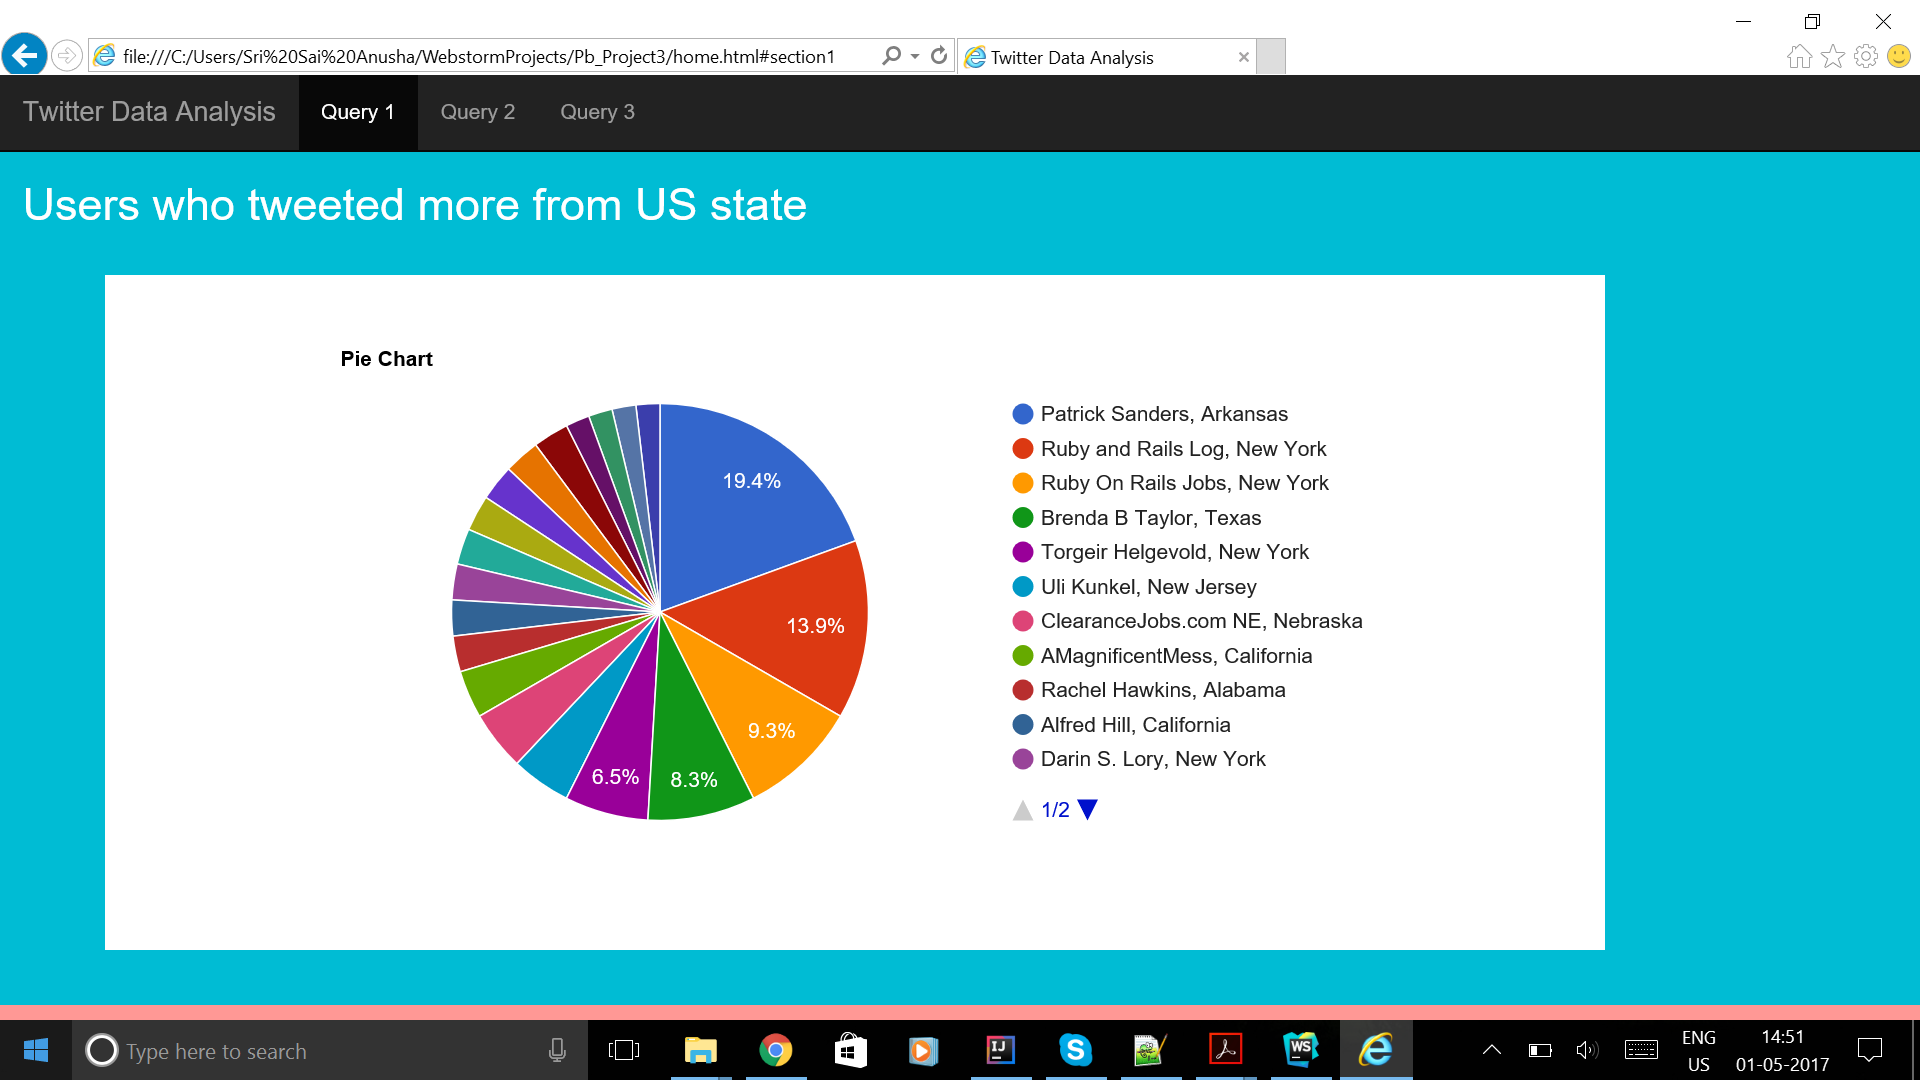 file:///C:/Users/Sri%20Sai%20Anusha/WebstormProjects/Pb_Project3/home.html#section1
Twitter Data Analysis
Twitter Data Analysis
Query 1
Query 2
Query 3
Users who tweeted more from US state
Pie Chart
19.4%
13.9%
9.3%
8.3%
6.5%
Patrick Sanders, Arkansas
Ruby and Rails Log, New York
Ruby On Rails Jobs, New York
Brenda B Taylor, Texas
Torgeir Helgevold, New York
Uli Kunkel, New Jersey
ClearanceJobs.com NE, Nebraska
AMagnificentMess, California
Rachel Hawkins, Alabama
Alfred Hill, California
Darin S. Lory, New York
1/2
Type here to search
IJ
WS
ENG
US
14:51
01-05-2017